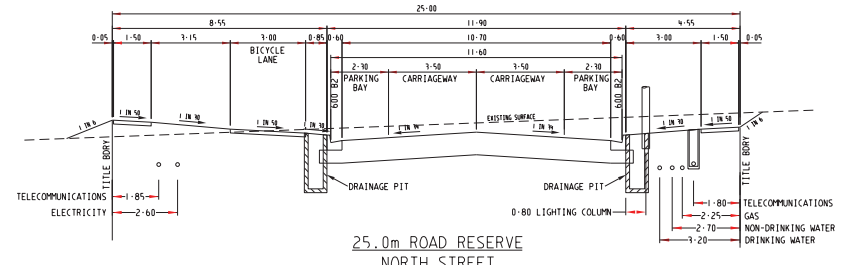 25·00
8·55 11·90 4·55
0·05 1·50 3·15 3·00 0·85 0·60 10·70 0·60 3·00 1·50 0·05
BICYCLE LANE
11·60
2·30 3·50 3·50 2·30
PARKING BAY CARRIAGEWAY CARRIAGEWAY PARKING BAY
600 B2 600 B2
1 IN 6 1 IN 50 1 IN 30 1 IN 50 1 IN 30 1 IN 30 1 IN 50 1 IN 6
EXISTING SURFACE
TITLE BDRY TITLE BDRY
DRAINAGE PIT DRAINAGE PIT
TELECOMMUNICATIONS 1·85
ELECTRICITY 2·60
0·80 LIGHTING COLUMN
1·80 TELECOMMUNICATIONS
2·25 GAS
2·70 NON-DRINKING WATER
3·20 DRINKING WATER
25.0m ROAD RESERVE
NORTH STREET